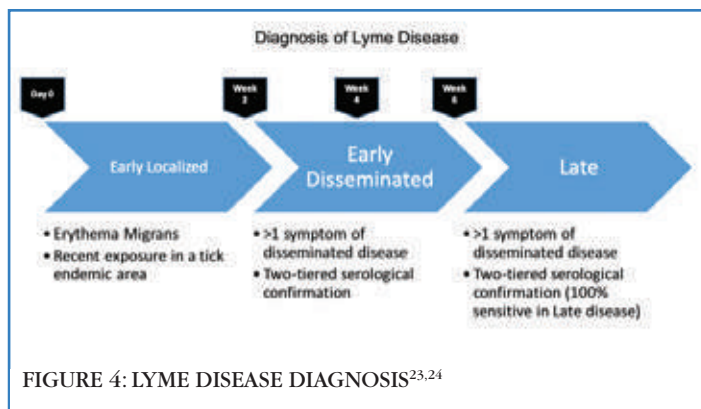 Diagnosis of Lyme Disease
Day 0
Week
2
Week
4
Week
6
Early Localized
Early
Disseminated
Late
• Erythema Migrans
• Recent exposure in a tick
endemic area
• >1 symptom of
disseminated disease
• Two-tiered serological
confirmation
• >1 symptom of
disseminated disease
• Two-tiered serological
confirmation (100%
sensitive in Late disease)
FIGURE 4: LYME DISEASE DIAGNOSIS23,24